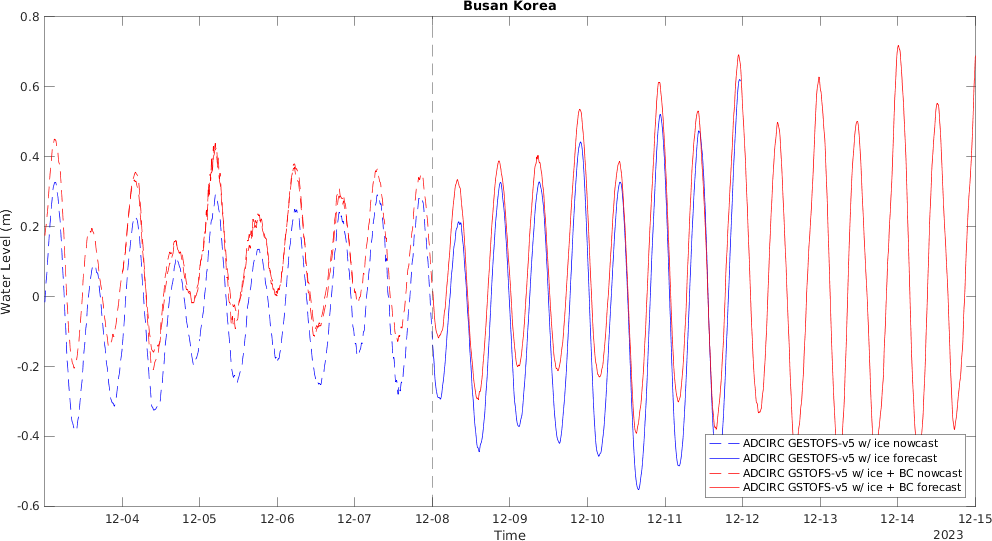 Busan Korea
0.8
0.6
0.4
0.2
0
-0.2
-0.4
-0.6
Water Level (m)
ADCIRC GESTOFS-v5 w/ ice nowcast
ADCIRC GESTOFS-v5 w/ ice forecast
ADCIRC GSTOFS-v5 w/ ice + BC nowcast
ADCIRC GSTOFS-v5 w/ ice + BC forecast
12-04 12-05 12-06 12-07 12-08 12-09 12-10 12-11 12-12 12-13 12-14 12-15
Time
2023